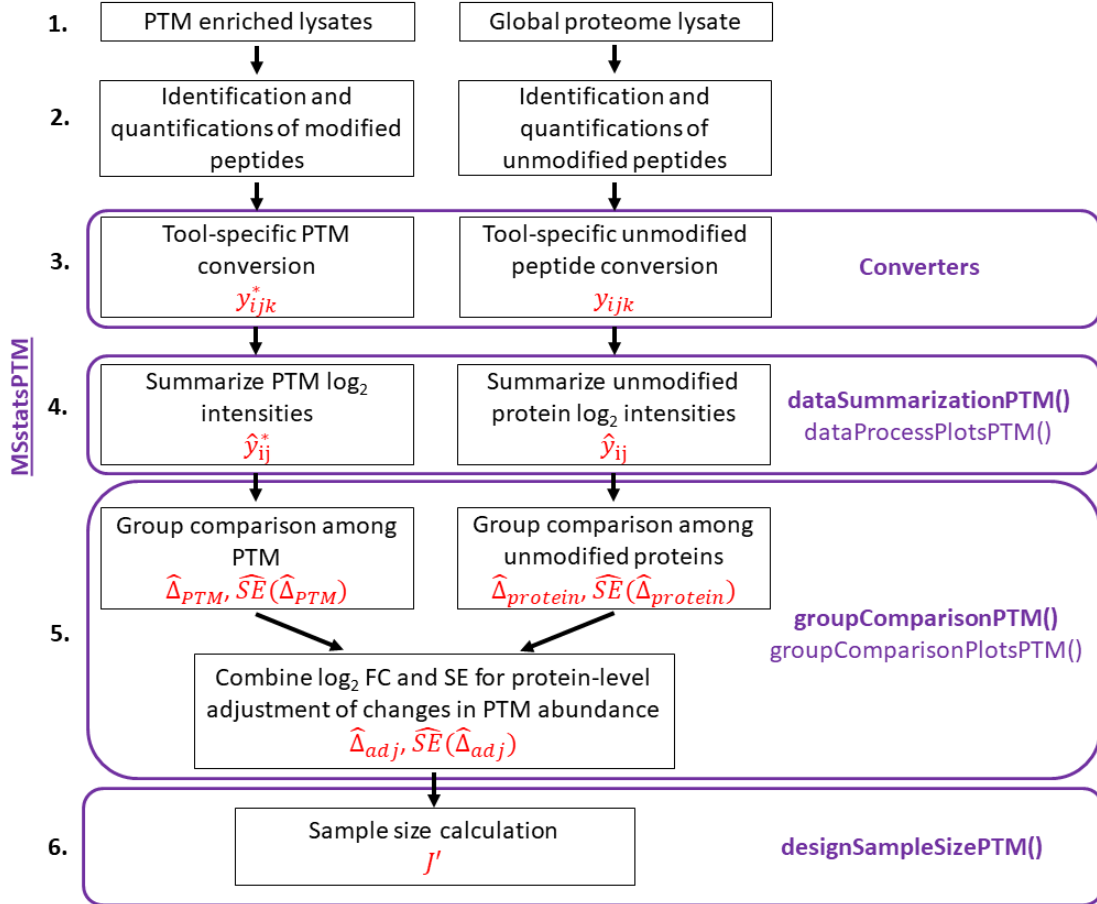 1.
PTM enriched lysates
Global proteome lysate
2.
Identification and
quantifications of modified
peptides
Identification and
quantifications of
unmodified peptides
MSstatsPTM
3.
Tool-specific PTM
conversion
y*ijk
Tool-specific unmodified
peptide conversion
yijk
Converters
4.
Summarize PTM log₂
intensities
ŷ*ij
Summarize unmodified
protein log₂ intensities
ŷij
dataSummarizationPTM()
dataProcessPlotsPTM()
5.
Group comparison among
PTM
Δ̂PTM, SÊ(Δ̂PTM)
Group comparison among
unmodified proteins
Δ̂protein, SÊ(Δ̂protein)
Combine log₂ FC and SE for protein-level
adjustment of changes in PTM abundance
Δ̂adj, SÊ(Δ̂adj)
groupComparisonPTM()
groupComparisonPlotsPTM()
6.
Sample size calculation
J'
designSampleSizePTM()